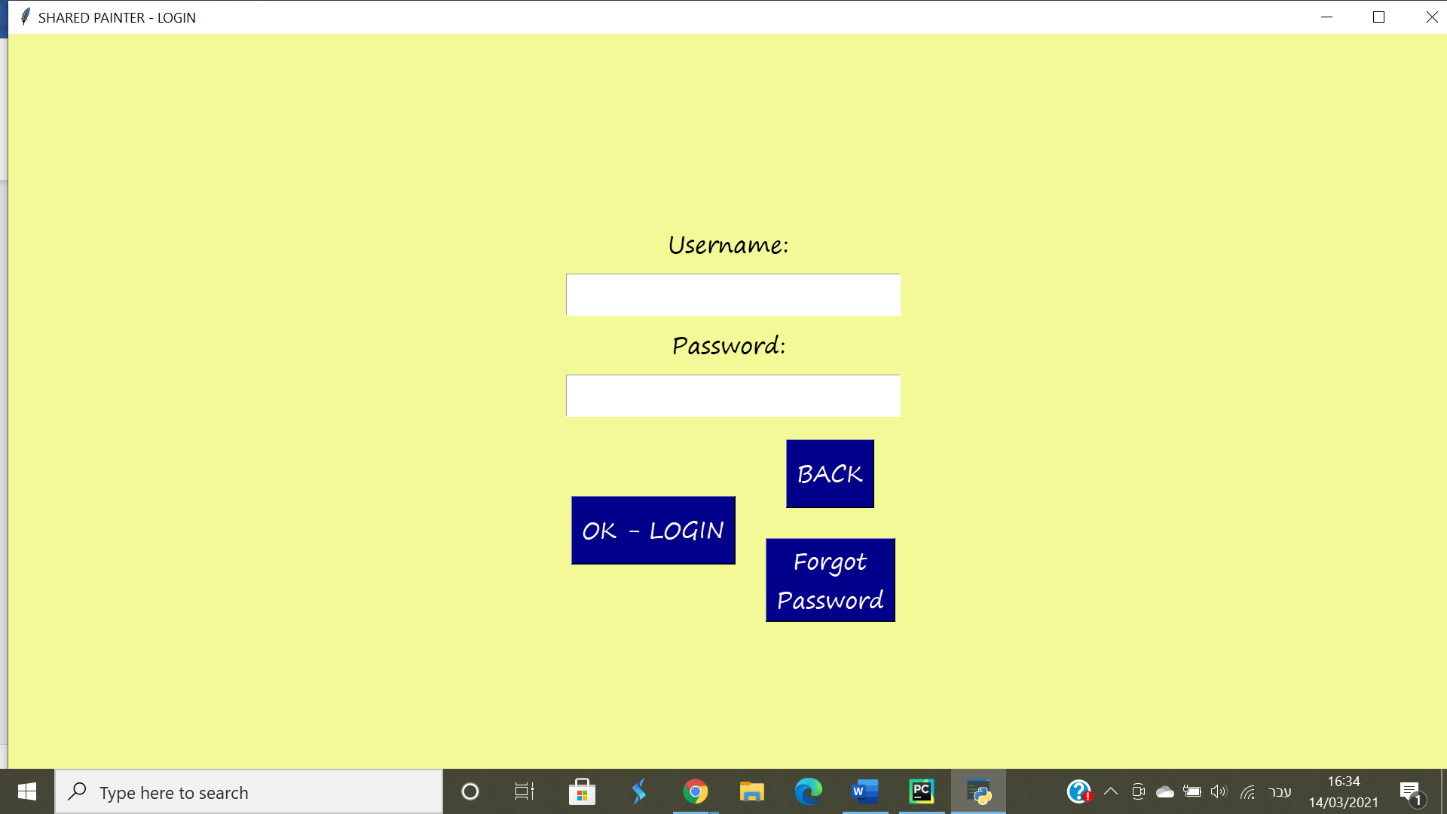 SHARED PAINTER - LOGIN
Username:
Password:
BACK
OK - LOGIN
Forgot
Password
Type here to search
W
PC
עבר
16:34
14/03/2021
1